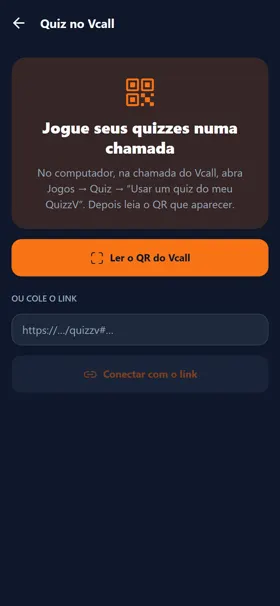 Quiz no Vcall
Jogue seus quizzes numa
chamada
No computador, na chamada do Vcall, abra
Jogos → Quiz → "Usar um quiz do meu
QuizzV". Depois leia o QR que aparecer.
Ler o QR do Vcall
OU COLE O LINK
https://.../quizzv#...
Conectar com o link